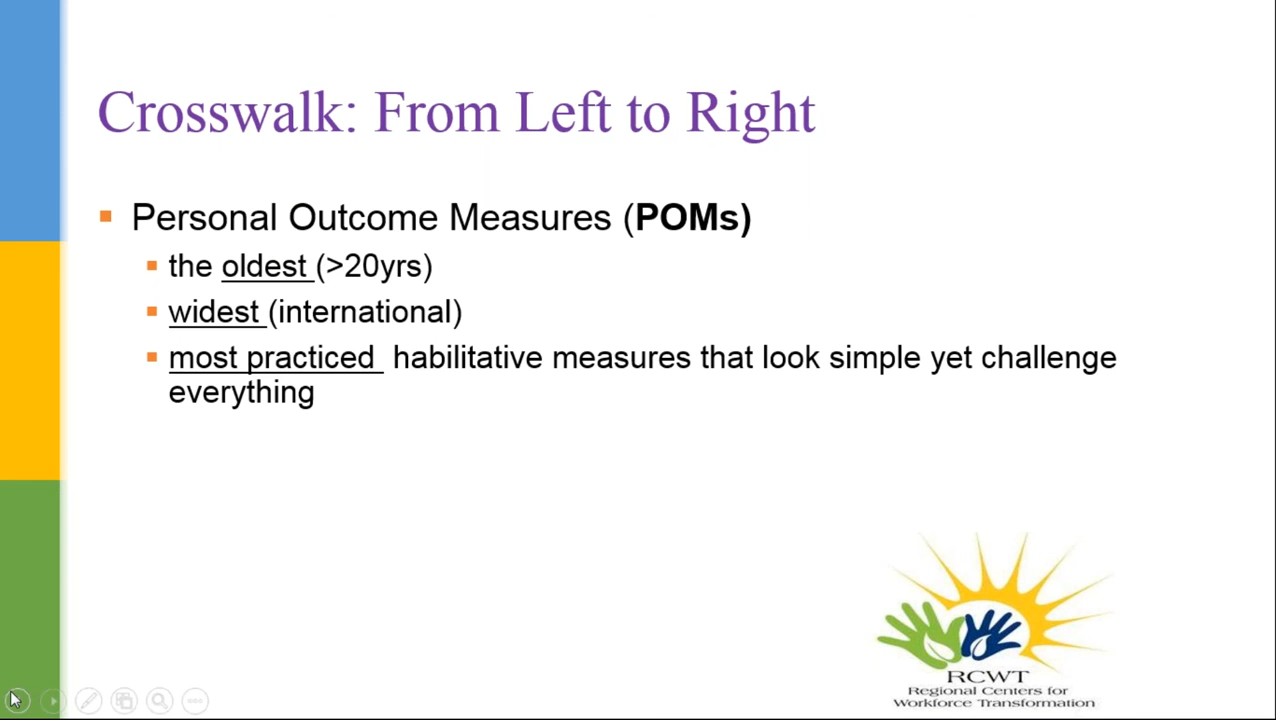 Crosswalk: From Left to Right
Personal Outcome Measures (POMs)
the oldest (>20yrs)
widest (international)
most practiced  habilitative measures that look simple yet challenge
everything
RCWT
Regional Centers for
Workforce Transformation